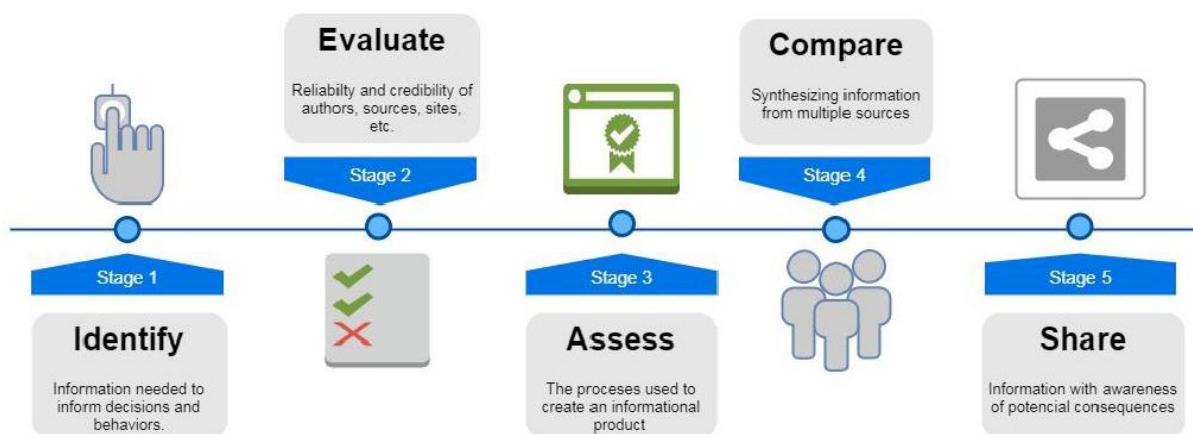 Stage 1
Identify
Information needed to
inform decisions and
behaviors.
Evaluate
Reliabilty and credibility of
authors, sources, sites,
etc.
Stage 2
Stage 3
Assess
The proceses used to
create an informational
product
Compare
Synthesizing information
from multiple sources
Stage 4
Stage 5
Share
Information with awareness
of potencial consequences